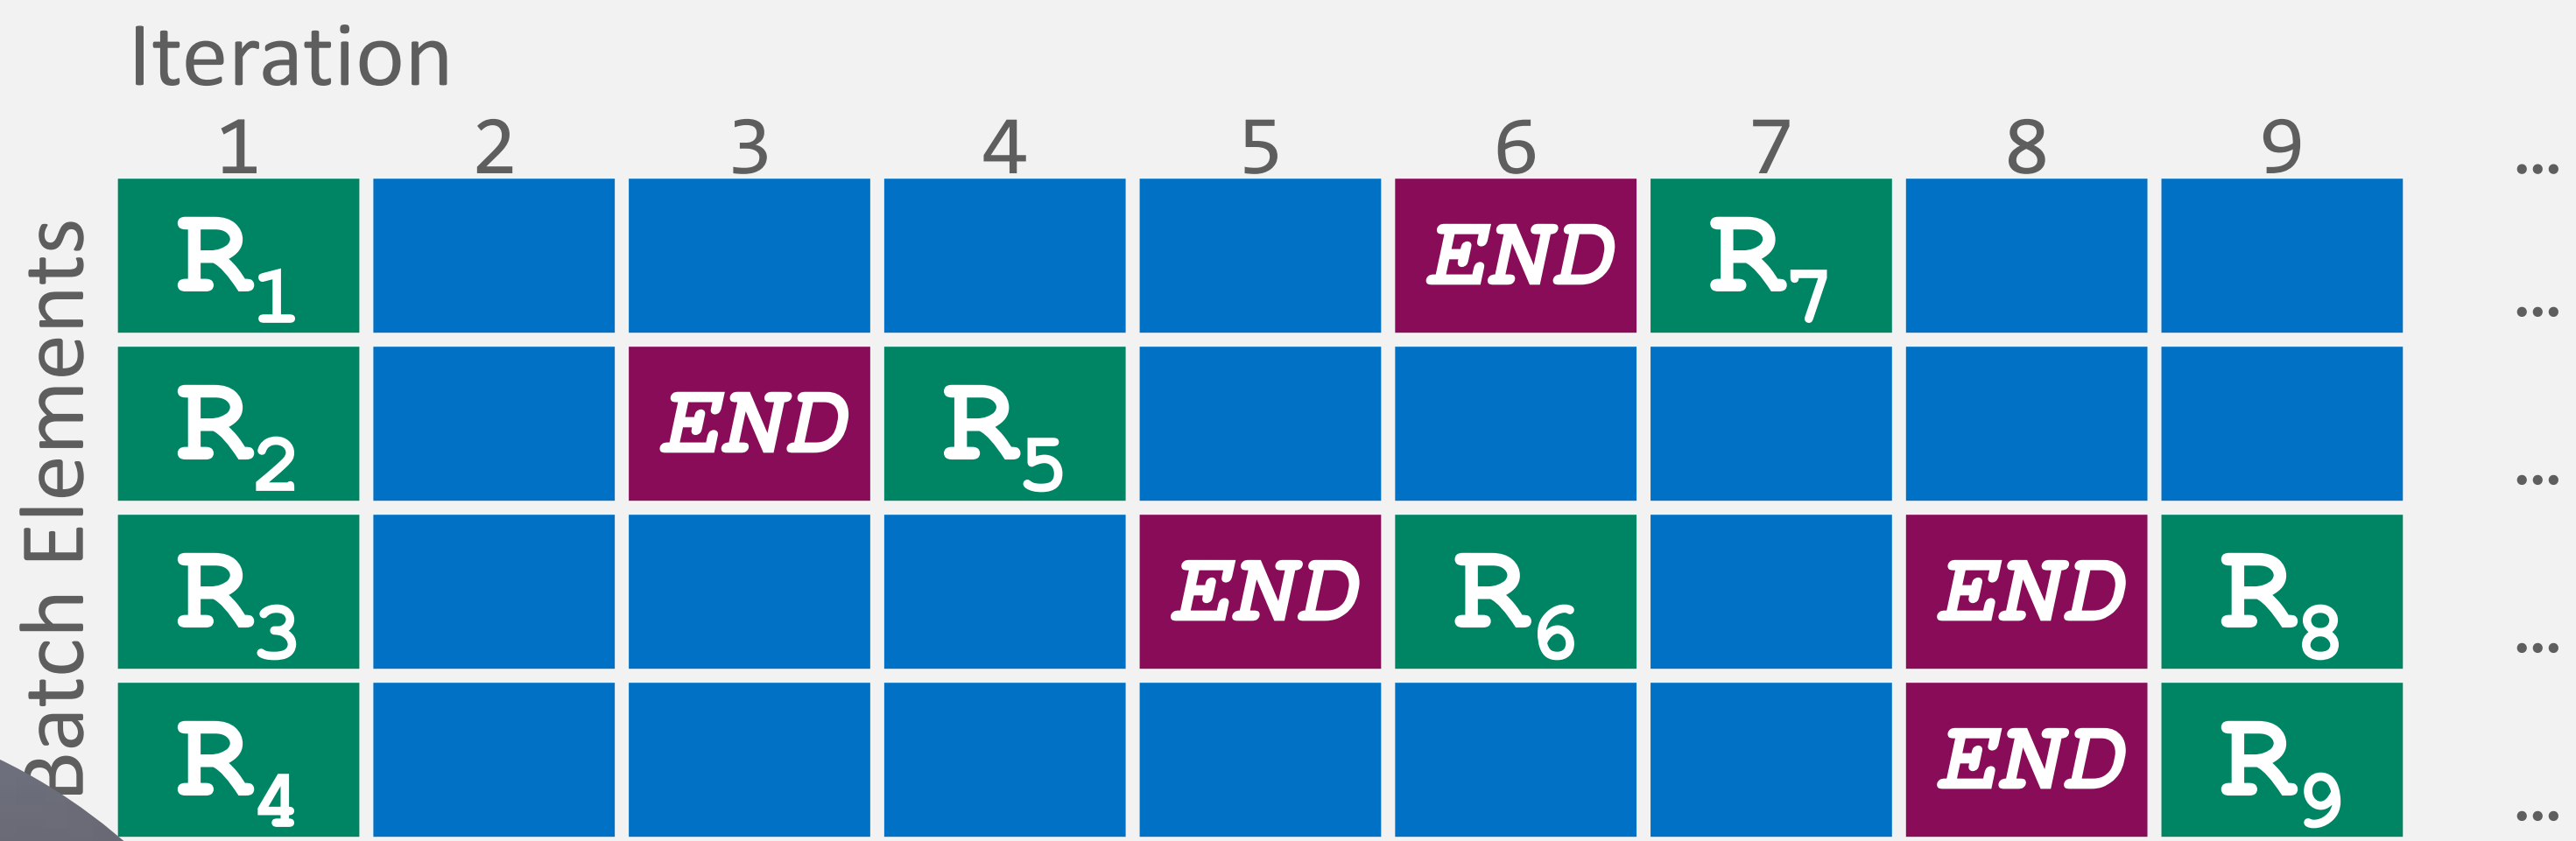 Iteration
1 2 3 4 5 6 7 8 9 ...
Batch Elements
R1 END R7 ...
R2 END R5 ...
R3 END R6 END R8 ...
R4 END R9 ...